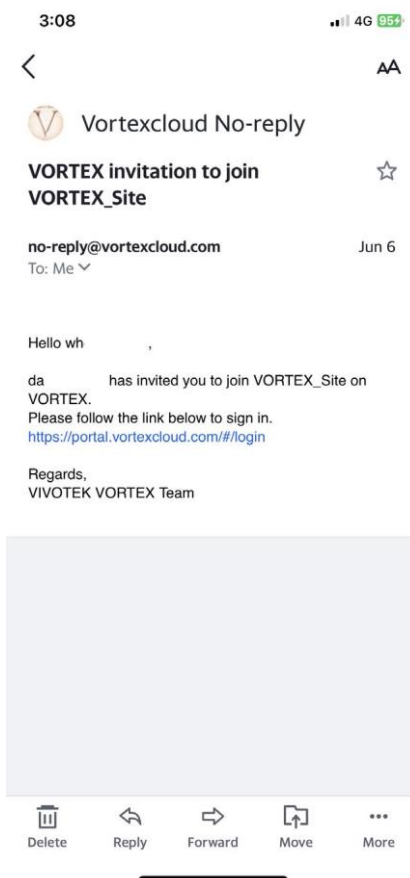 3:08
4G 95
AA
V
Vortexcloud No-reply
VORTEX invitation to join
VORTEX_Site
no-reply@vortexcloud.com Jun 6
To: Me
Hello wh ,
da has invited you to join VORTEX_Site on
VORTEX.
Please follow the link below to sign in.
https://portal.vortexcloud.com/#/login
Regards,
VIVOTEK VORTEX Team
Delete Reply Forward Move More